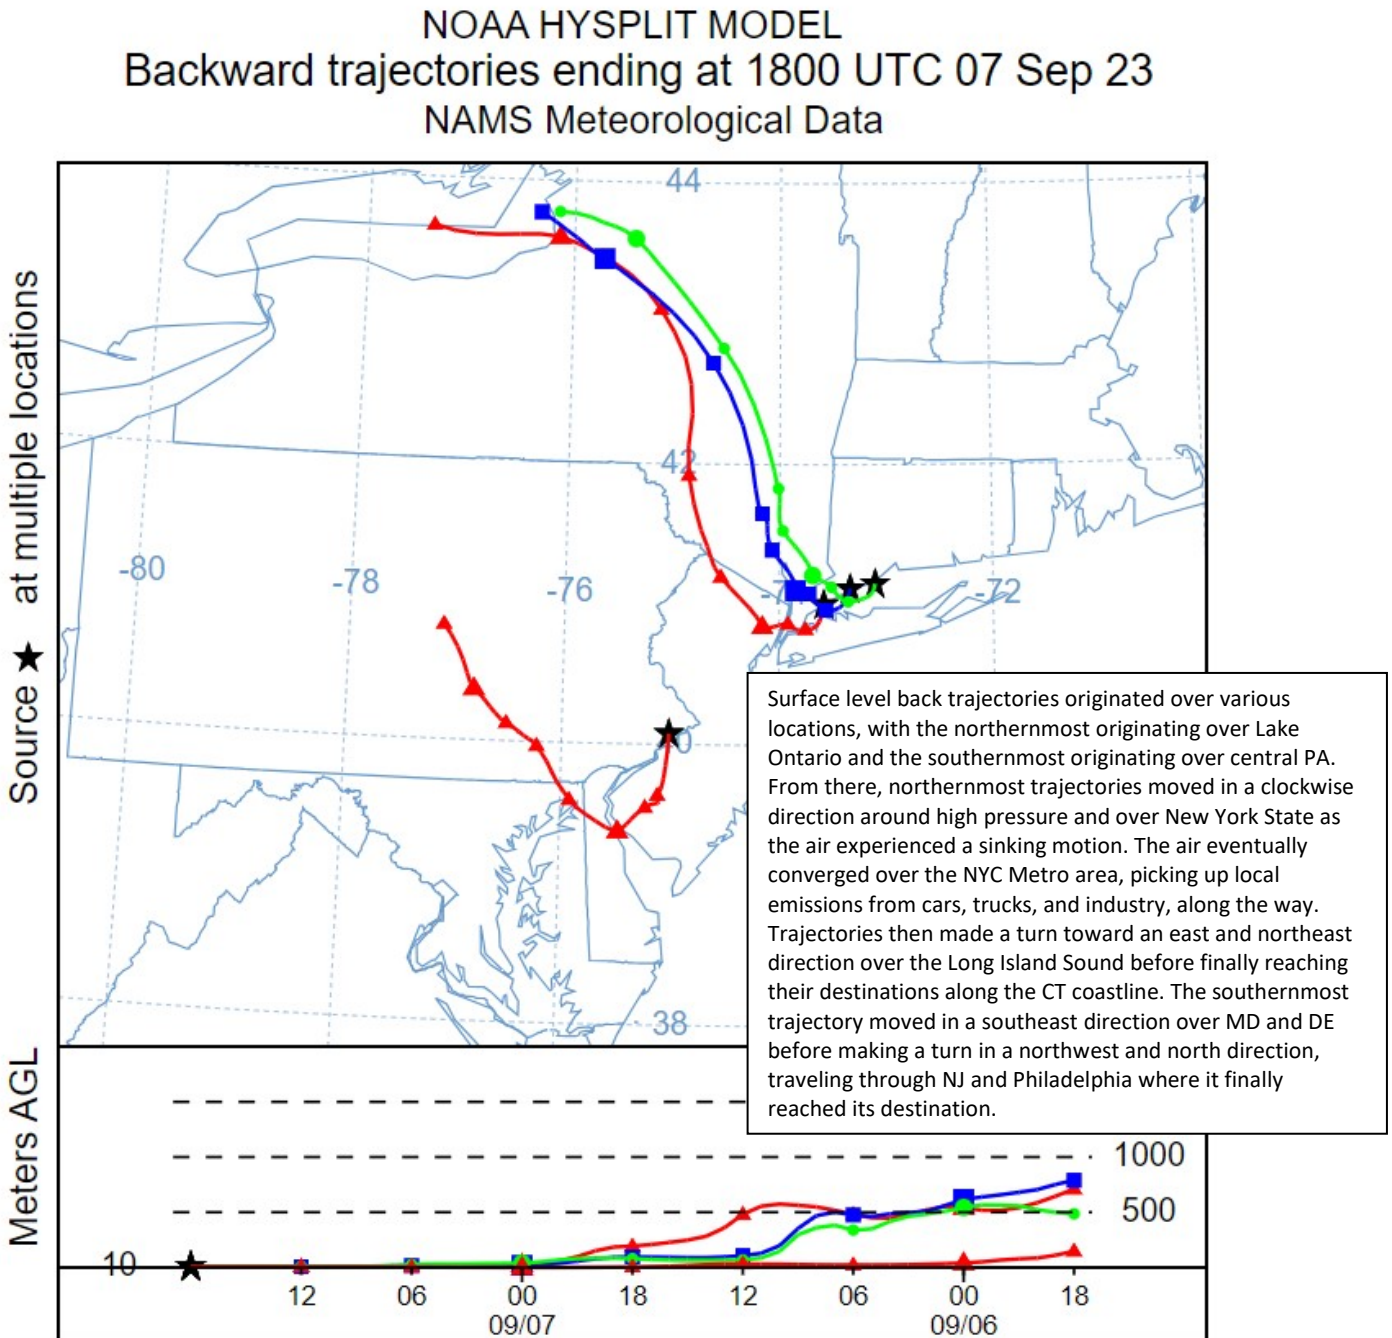 NOAA HYSPLIT MODEL
Backward trajectories ending at 1800 UTC 07 Sep 23
NAMS Meteorological Data
Source ★ at multiple locations
44
42
-80
-78
-76
-72
38
Surface level back trajectories originated over various
locations, with the northernmost originating over Lake
Ontario and the southernmost originating over central PA.
From there, northernmost trajectories moved in a clockwise
direction around high pressure and over New York State as
the air experienced a sinking motion. The air eventually
converged over the NYC Metro area, picking up local
emissions from cars, trucks, and industry, along the way.
Trajectories then made a turn toward an east and northeast
direction over the Long Island Sound before finally reaching
their destinations along the CT coastline. The southernmost
trajectory moved in a southeast direction over MD and DE
before making a turn in a northwest and north direction,
traveling through NJ and Philadelphia where it finally
reached its destination.
Meters AGL
1000
500
10
12 06 00 18 12 06 00 18
09/07 09/06